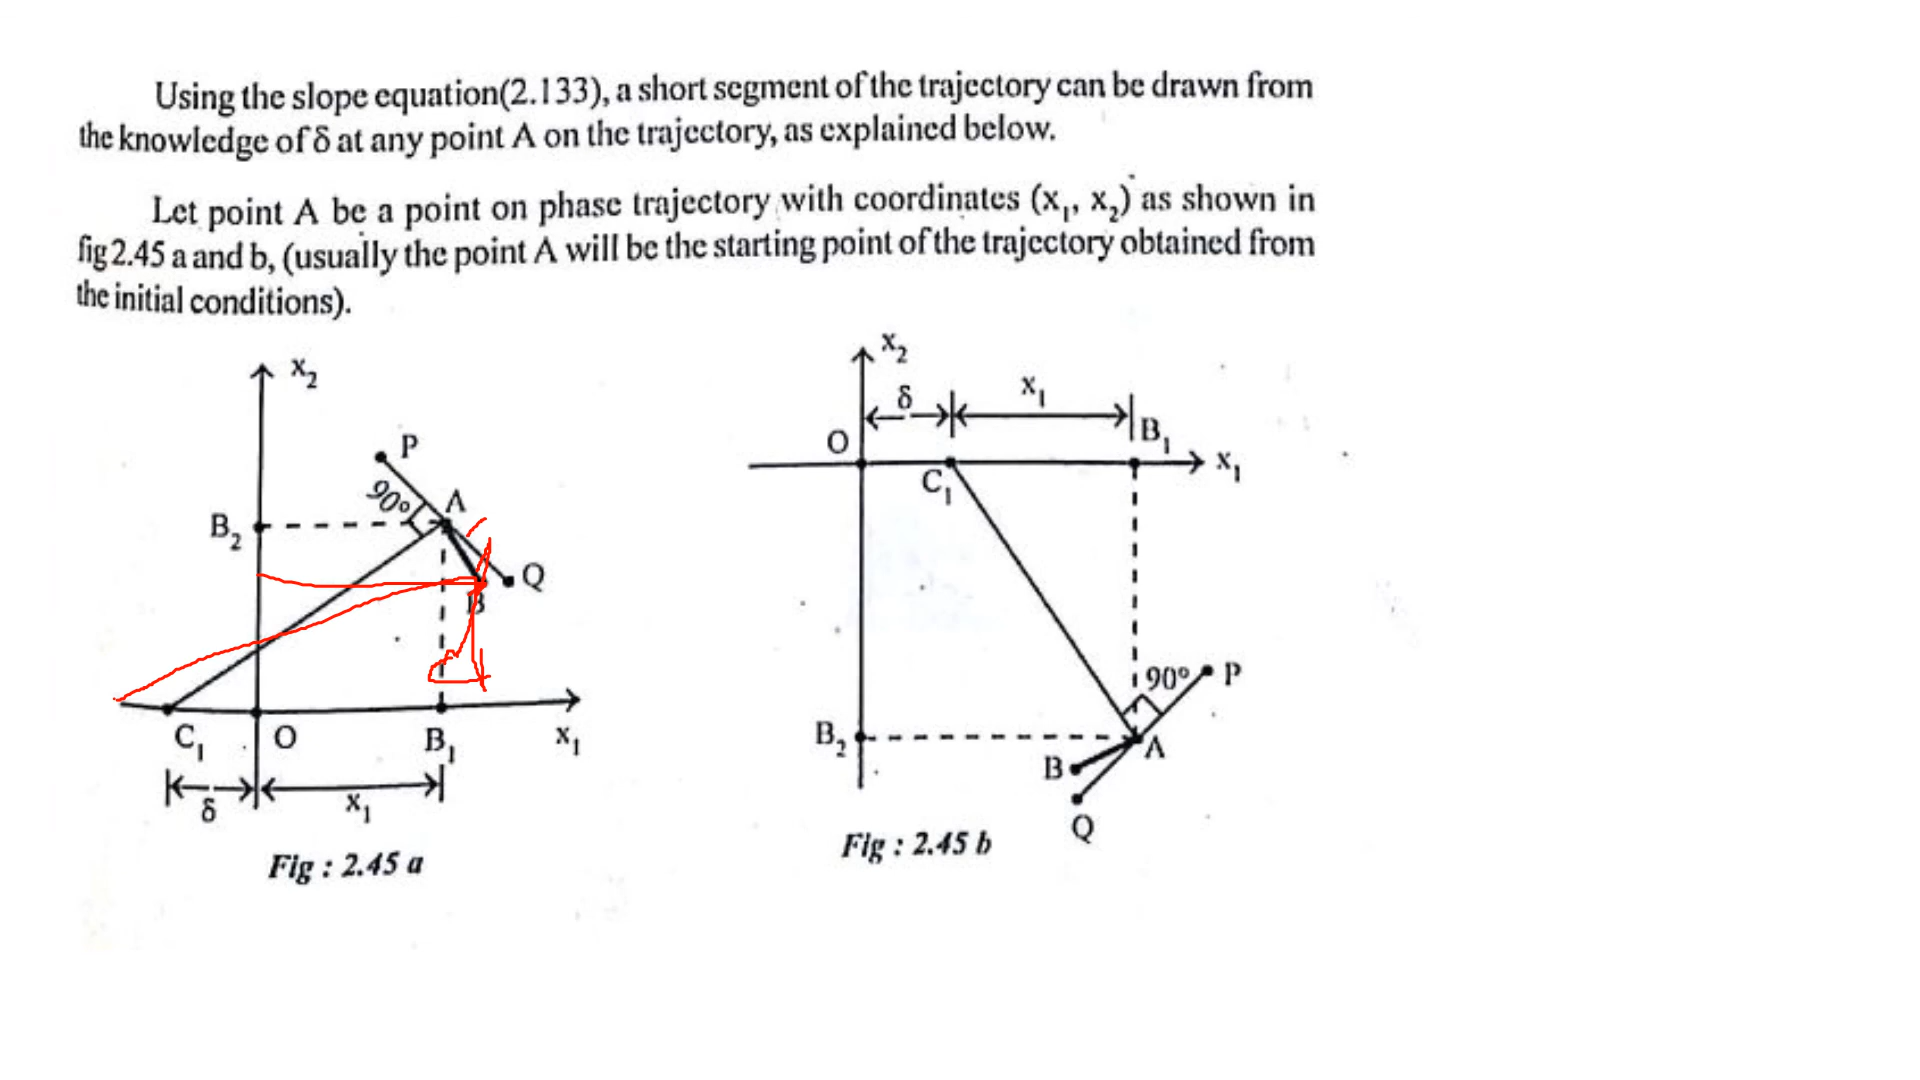 Using the slope equation(2.133), a short segment of the trajectory can be drawn from
the knowledge of δ at any point A on the trajectory, as explained below.
Let point A be a point on phase trajectory with coordinates (x₁, x₂) as shown in
fig 2.45 a and b, (usually the point A will be the starting point of the trajectory obtained from
the initial conditions).
x₂
P
90°
A
B₂
Q
B
C₁
O
B₁
x₁
δ
x₁
Fig : 2.45 a
x₂
δ
x₁
O
B₁
x₁
C₁
90°
P
B₂
A
B
Q
Fig : 2.45 b